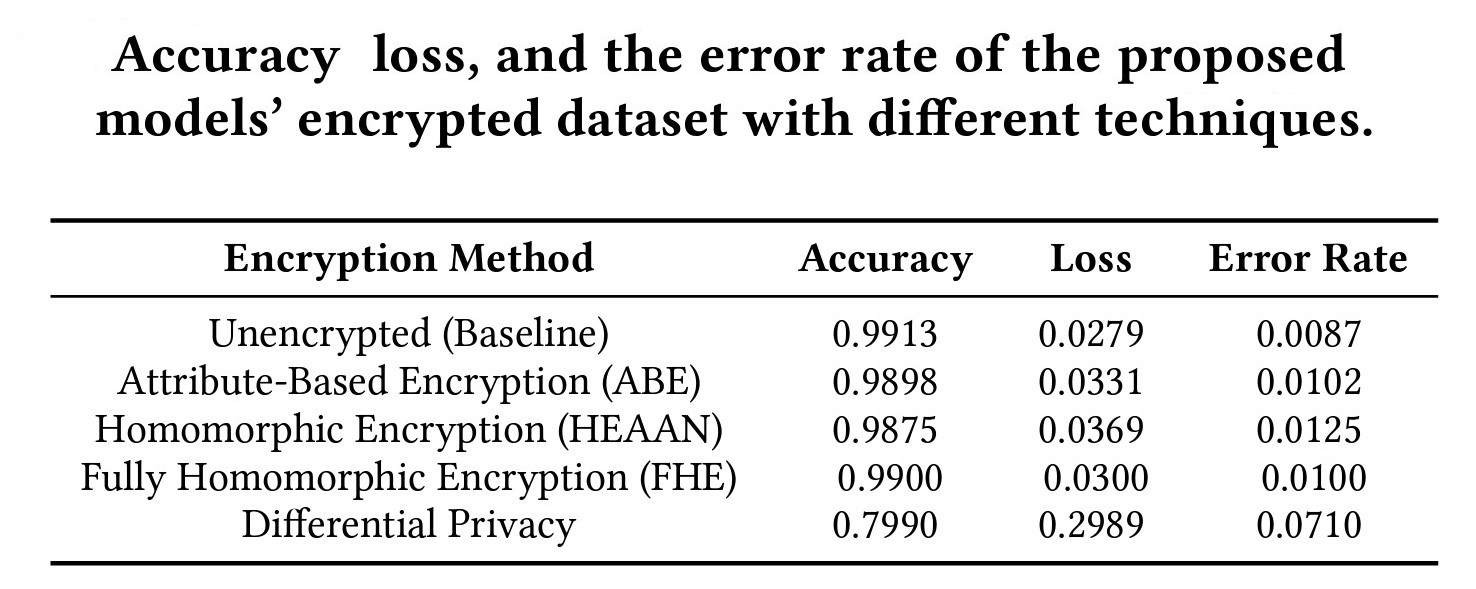 Accuracy loss, and the error rate of the proposed
models’ encrypted dataset with different techniques.
Encryption Method Accuracy Loss Error Rate
Unencrypted (Baseline) 0.9913 0.0279 0.0087
Attribute-Based Encryption (ABE) 0.9898 0.0331 0.0102
Homomorphic Encryption (HEAAN) 0.9875 0.0369 0.0125
Fully Homomorphic Encryption (FHE) 0.9900 0.0300 0.0100
Differential Privacy 0.7990 0.2989 0.0710